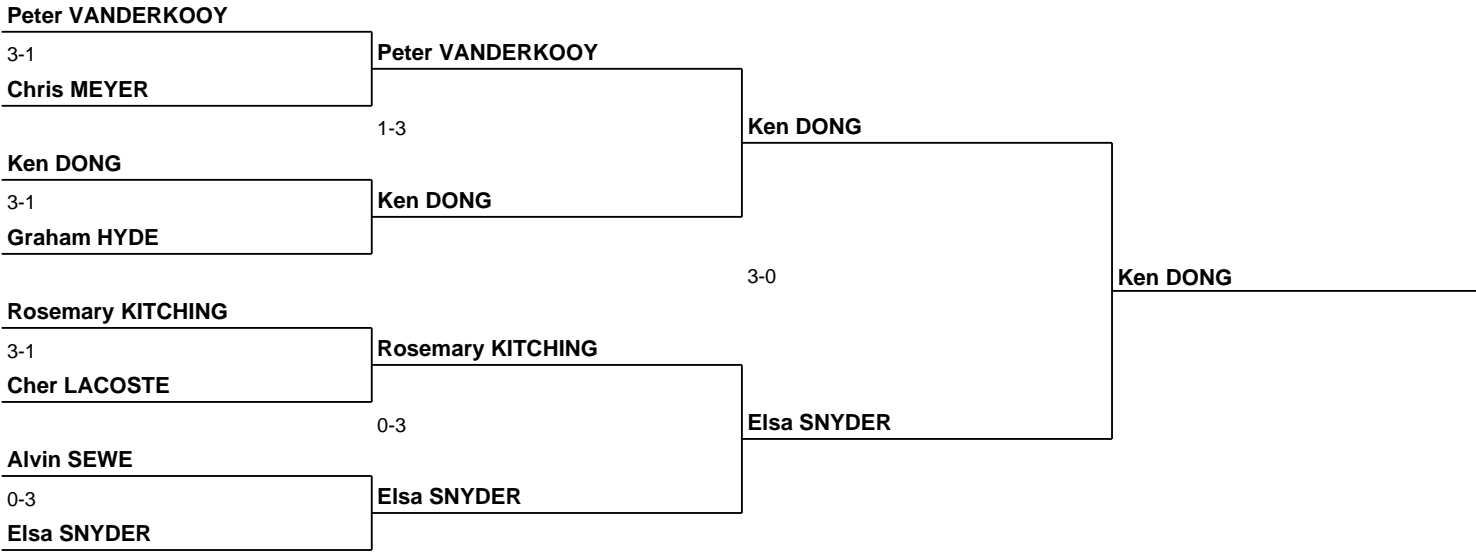 Peter VANDERKOOY
3-1
Peter VANDERKOOY
Chris MEYER
1-3
Ken DONG
Ken DONG
3-1
Ken DONG
Graham HYDE
3-0
Ken DONG
Rosemary KITCHING
3-1
Rosemary KITCHING
Cher LACOSTE
0-3
Elsa SNYDER
Alvin SEWE
0-3
Elsa SNYDER
Elsa SNYDER